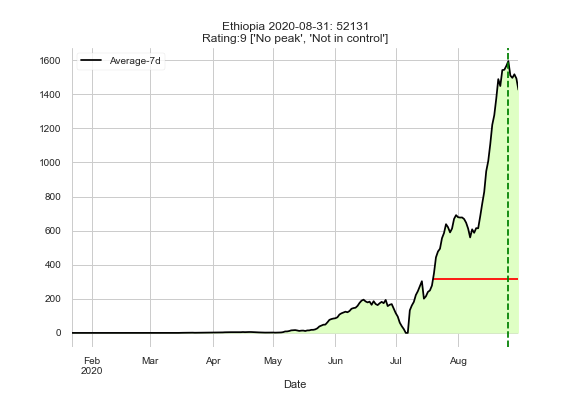 Ethiopia 2020-08-31: 52131
Rating:9 ['No peak', 'Not in control']
Average-7d
1600
1400
1200
1000
800
600
400
200
0
Feb Mar Apr May Jun Jul Aug
2020
Date